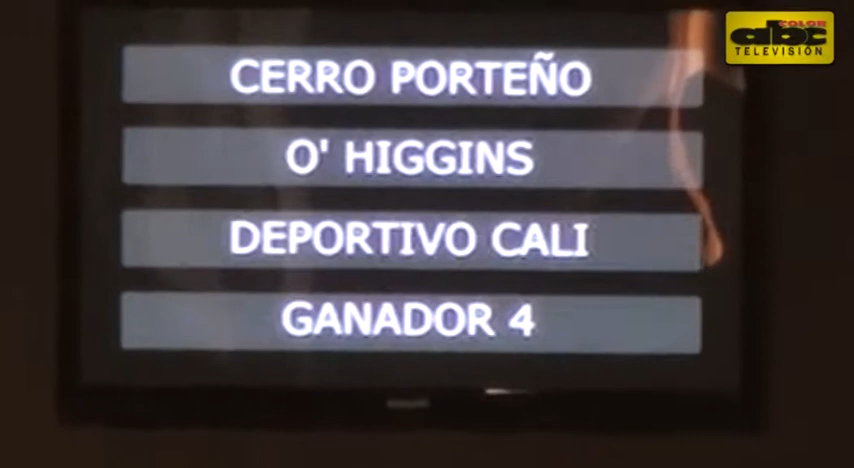 COLOR
abc
TELEVISIÓN
CERRO PORTEÑO
O' HIGGINS
DEPORTIVO CALI
GANADOR 4